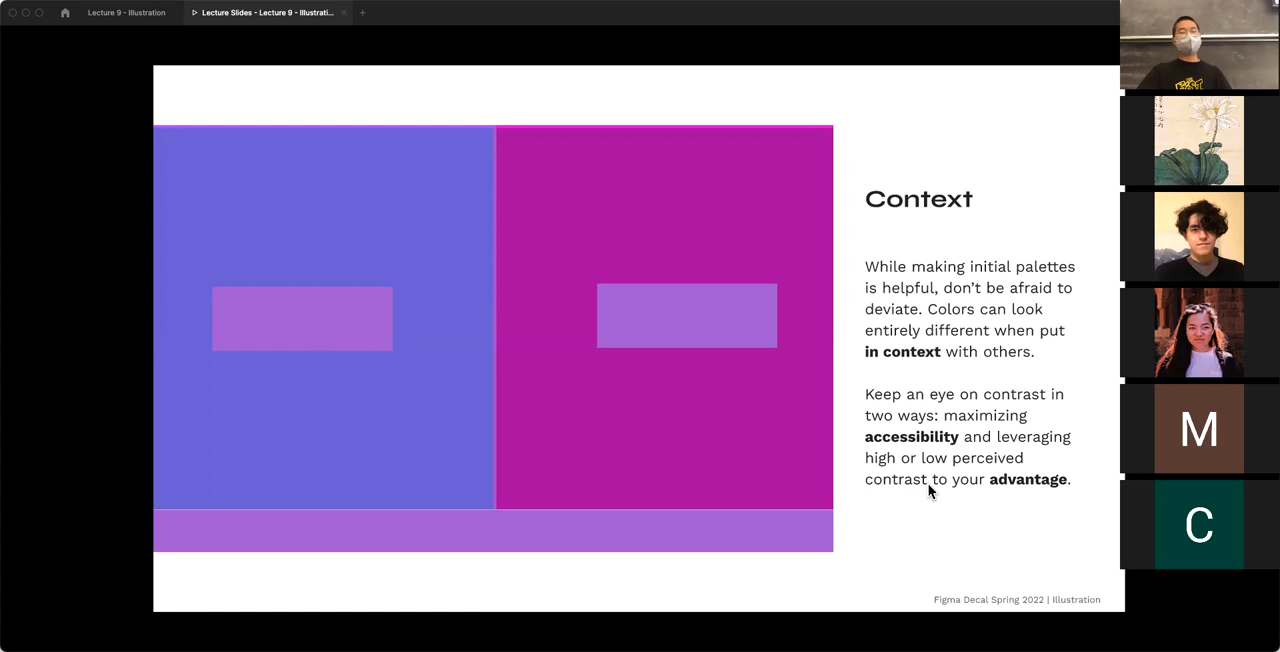 Lecture 9 - Illustration
Lecture Slides - Lecture 9 - Illustrati...
Context
While making initial palettes
is helpful, don’t be afraid to
deviate. Colors can look
entirely different when put
in context with others.
Keep an eye on contrast in
two ways: maximizing
accessibility and leveraging
high or low perceived
contrast to your advantage.
Figma Decal Spring 2022 | Illustration
M
C